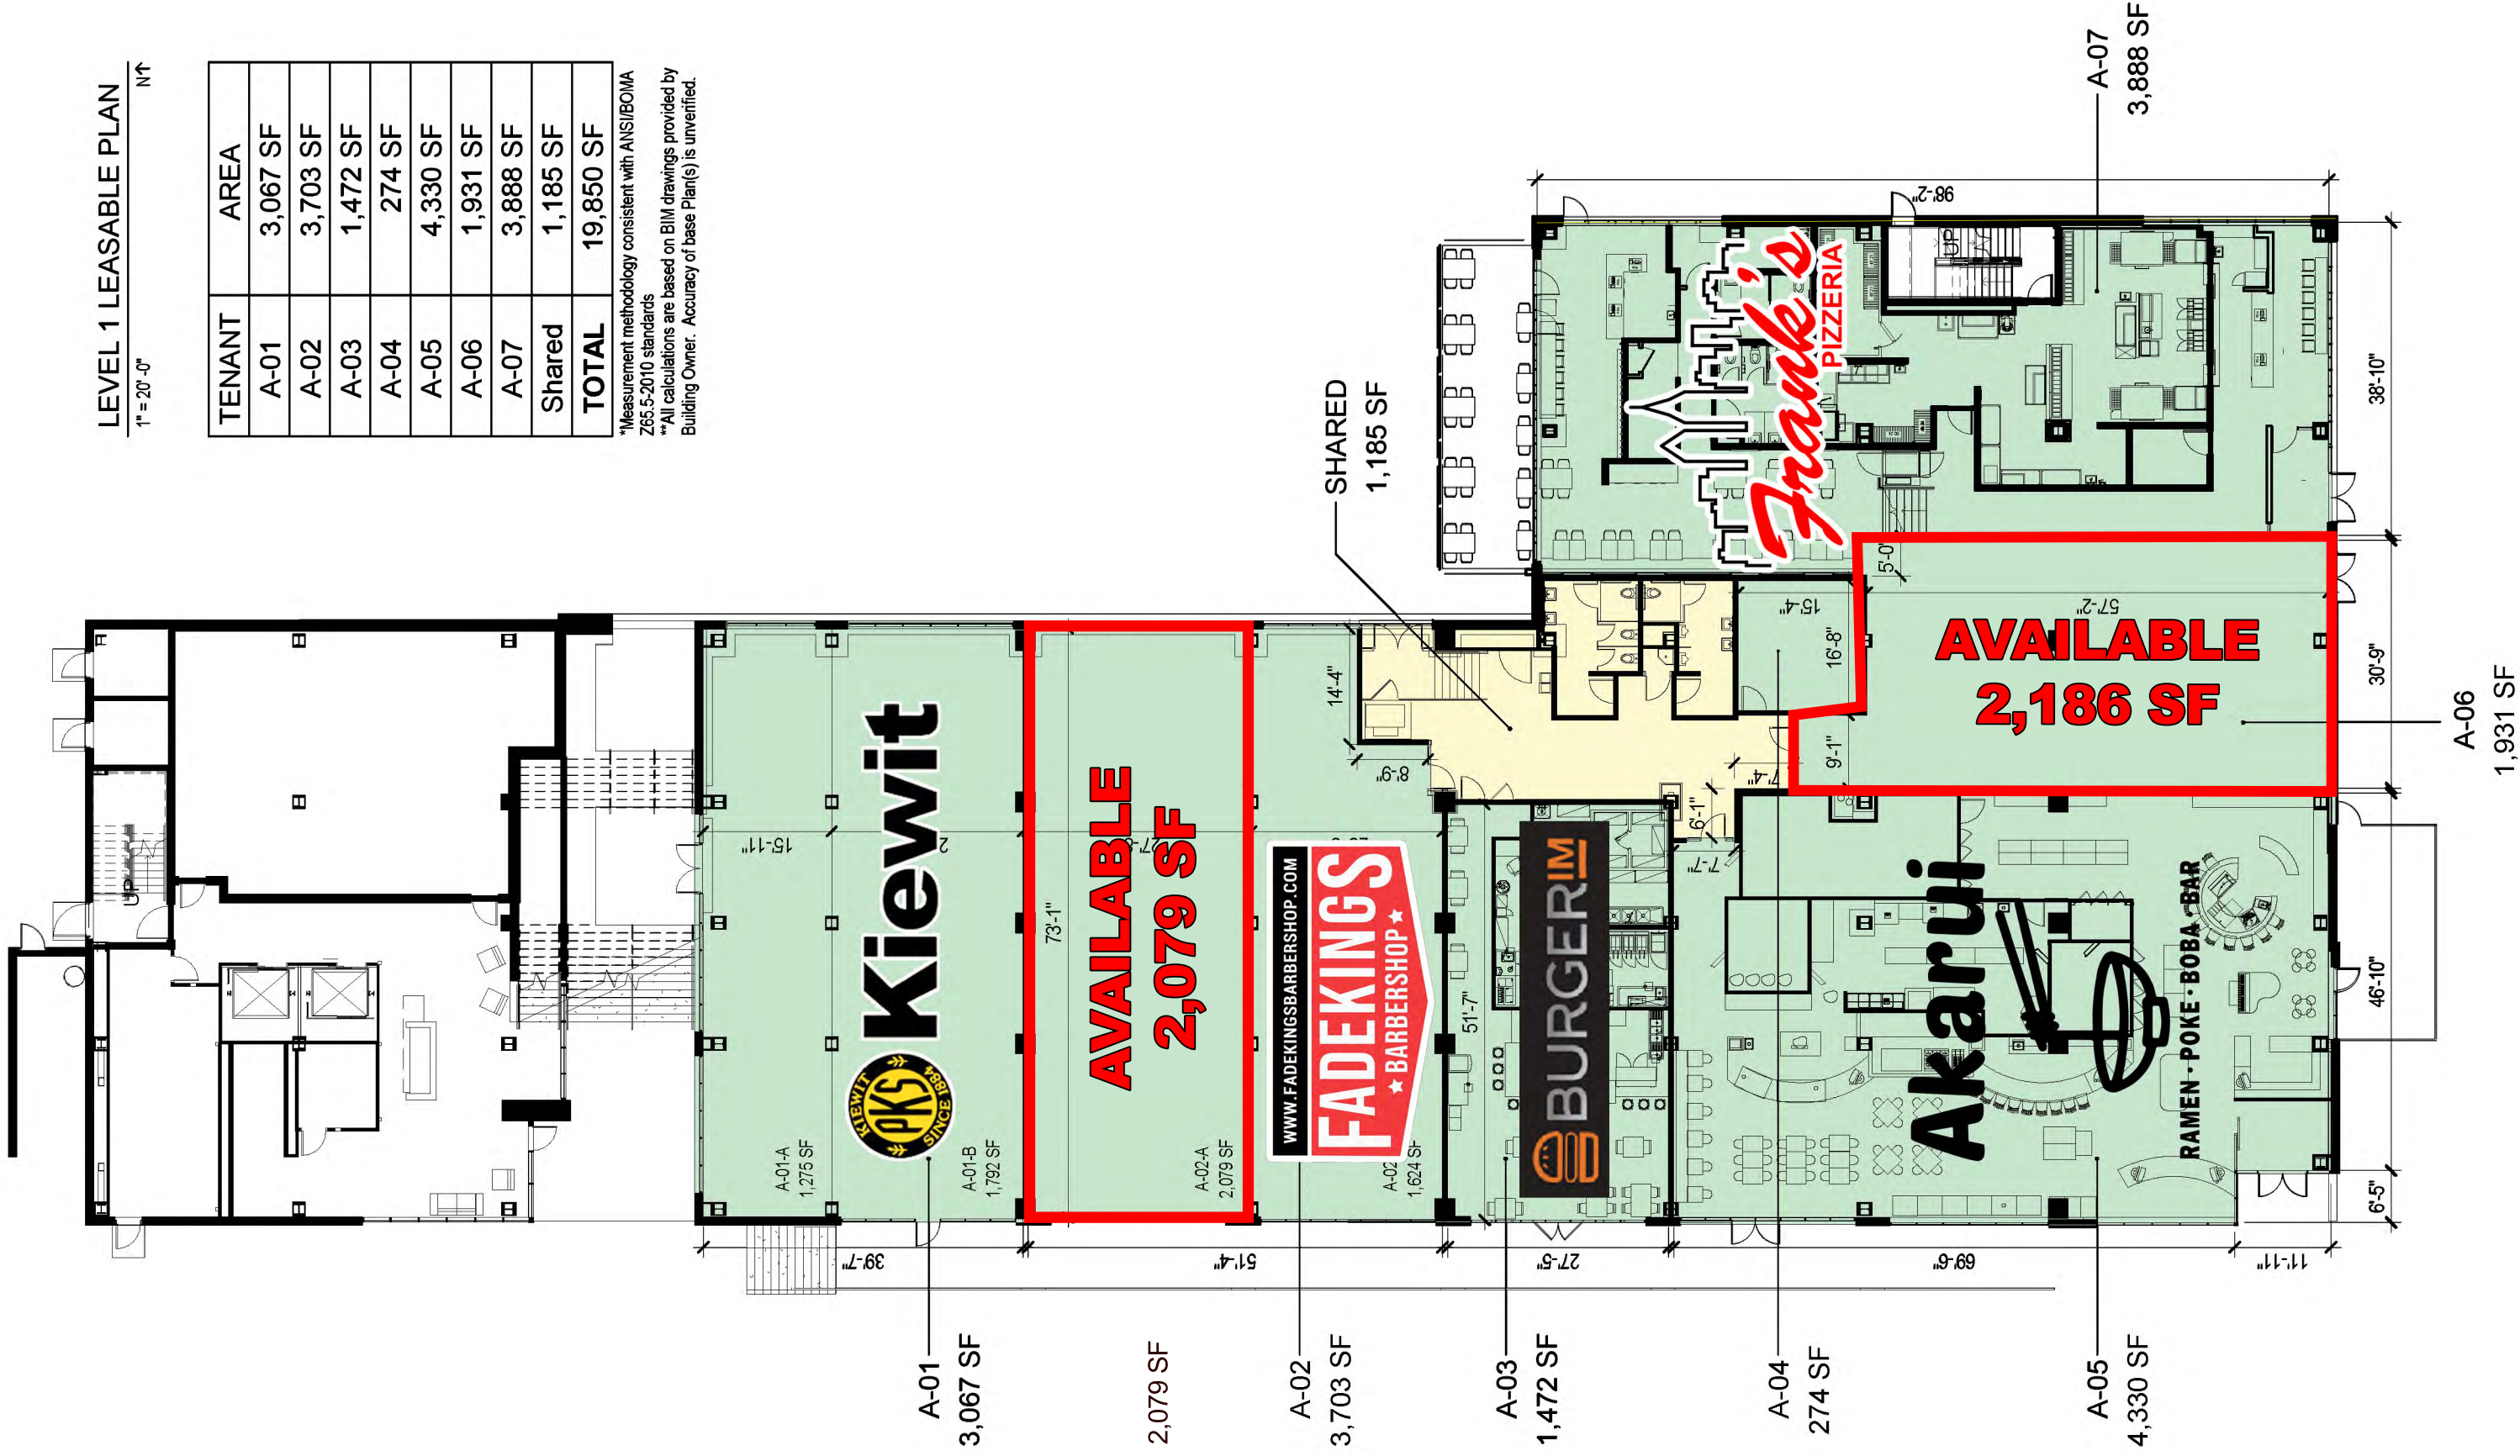 LEVEL 1 LEASABLE PLAN
1" = 20'-0"
N↑
TENANT AREA
A-01 3,067 SF
A-02 3,703 SF
A-03 1,472 SF
A-04 274 SF
A-05 4,330 SF
A-06 1,931 SF
A-07 3,888 SF
Shared 1,185 SF
TOTAL 19,850 SF
*Measurement methodology consistent with ANSI/BOMA
Z65.5-2010 standards
**All calculations are based on BIM drawings provided by
Building Owner. Accuracy of base Plan(s) is unverified.
A-07
3,888 SF
98'-2"
UP
Frank's
PIZZERIA
38'-10"
SHARED
1,185 SF
5'-0"
15'-4"
16'-8"
57'-2"
AVAILABLE
2,186 SF
30'-9"
A-06
1,931 SF
14'-4"
8'-9"
9'-1"
7'-4"
6'-1"
7'-7"
UP
15'-11"
Kiewit
KIEWIT
PKS
SINCE 1884
A-01-A
1,275 SF
A-01-B
1,792 SF
73'-1"
AVAILABLE
2,079 SF
A-02-A
2,079 SF
WWW.FADEKINGSBARBERSHOP.COM
FADEKINGS
★BARBERSHOP★
A-02
1,624 SF
51'-7"
BURGERIM
Akarui
RAMEN • POKE • BOBA • BAR
46'-10"
6'-5"
39'-7"
51'-4"
27'-5"
69'-6"
11'-11"
A-01
3,067 SF
2,079 SF
A-02
3,703 SF
A-03
1,472 SF
A-04
274 SF
A-05
4,330 SF